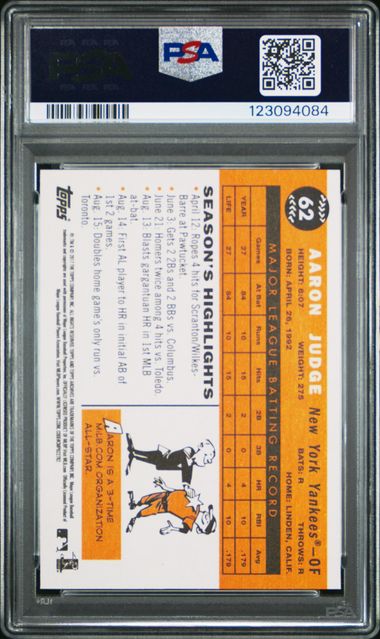 PSA
PSA
123094084
62
AARON JUDGE New York Yankees®—OF
HEIGHT: 6:07 WEIGHT: 275 BATS: R THROWS: R
BORN: APRIL 26, 1992 HOME: LINDEN, CALIF.
MAJOR LEAGUE BATTING RECORD
YEAR Games At Bat Runs Hits 2B 3B HR RBI Avg
YEAR 27 84 10 15 2 0 4 10 .179
LIFE 27 84 10 15 2 0 4 10 .179
SEASON'S HIGHLIGHTS
• April 12: Ropes 4 hits for Scranton/Wilkes-
Barre at Pawtucket.
• June 3: Gets 2 2Bs and 2 BBs vs. Columbus.
• June 21: Homers twice among 4 hits vs. Toledo.
• Aug. 13: Blasts gargantuan HR in 1st MLB
at-bat.
• Aug. 14: First AL player to HR in initial AB of
1st 2 games.
• Aug. 15: Doubles home game's only run vs.
Toronto.
AARON IS A 3-TIME
MiLB.COM ORGANIZATION
ALL-STAR.
Topps
PSA